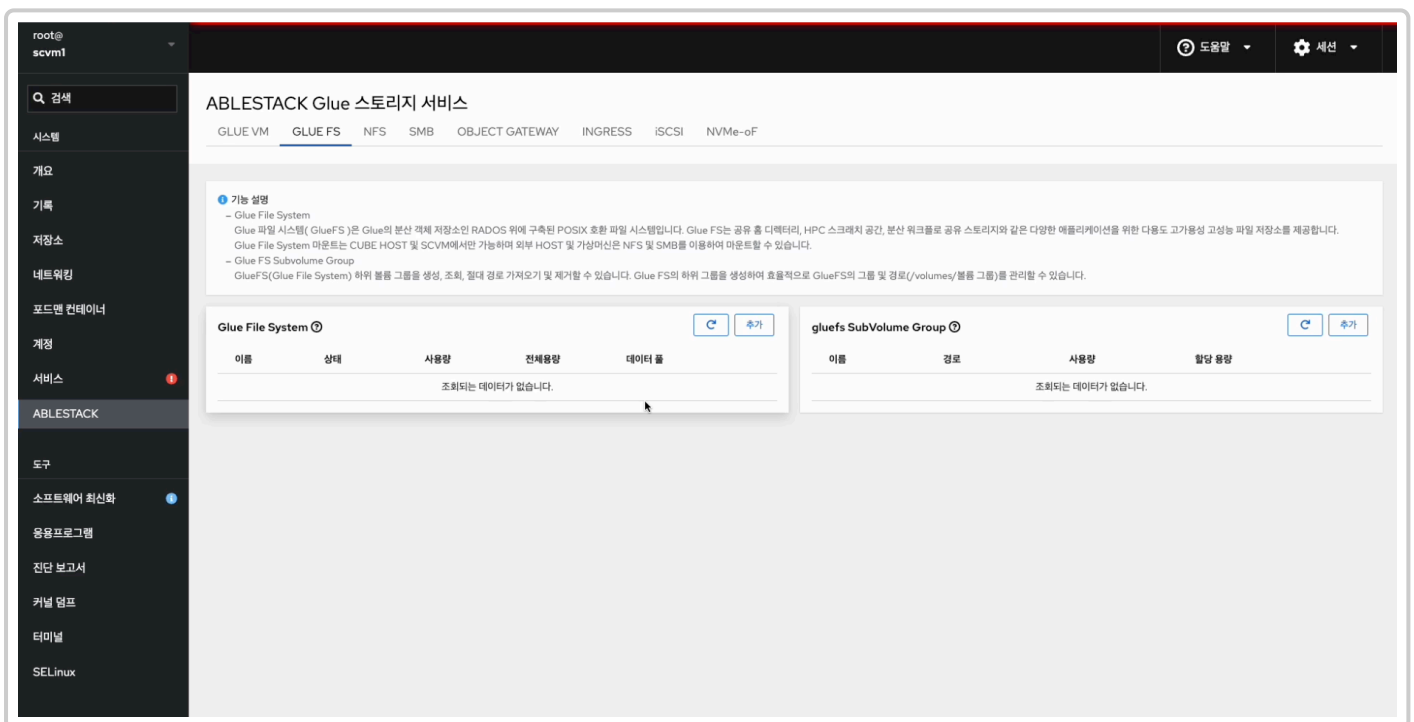 root@
scvm1
도움말
세션
검색
시스템
개요
기록
저장소
네트워킹
포드맨 컨테이너
계정
서비스
ABLESTACK
도구
소프트웨어 최신화
응용프로그램
진단 보고서
커널 덤프
터미널
SELinux
ABLESTACK Glue 스토리지 서비스
GLUE VM GLUE FS NFS SMB OBJECT GATEWAY INGRESS iSCSI NVMe-oF
기능 설명
– Glue File System
Glue 파일 시스템( GlueFS )은 Glue의 분산 객체 저장소인 RADOS 위에 구축된 POSIX 호환 파일 시스템입니다. Glue FS는 공유 홈 디렉터리, HPC 스크래치 공간, 분산 워크플로 공유 스토리지와 같은 다양한 애플리케이션을 위한 다용도 고가용성 고성능 파일 저장소를 제공합니다.
Glue File System 마운트는 CUBE HOST 및 SCVM에서만 가능하며 외부 HOST 및 가상머신은 NFS 및 SMB를 이용하여 마운트할 수 있습니다.
– Glue FS Subvolume Group
GlueFS(Glue File System) 하위 볼륨 그룹을 생성, 조회, 절대 경로 가져오기 및 제거할 수 있습니다. Glue FS의 하위 그룹을 생성하여 효율적으로 GlueFS의 그룹 및 경로(/volumes/볼륨 그룹)를 관리할 수 있습니다.
Glue File System
추가
이름 상태 사용량 전체용량 데이터 풀
조회되는 데이터가 없습니다.
gluefs SubVolume Group
추가
이름 경로 사용량 할당 용량
조회되는 데이터가 없습니다.